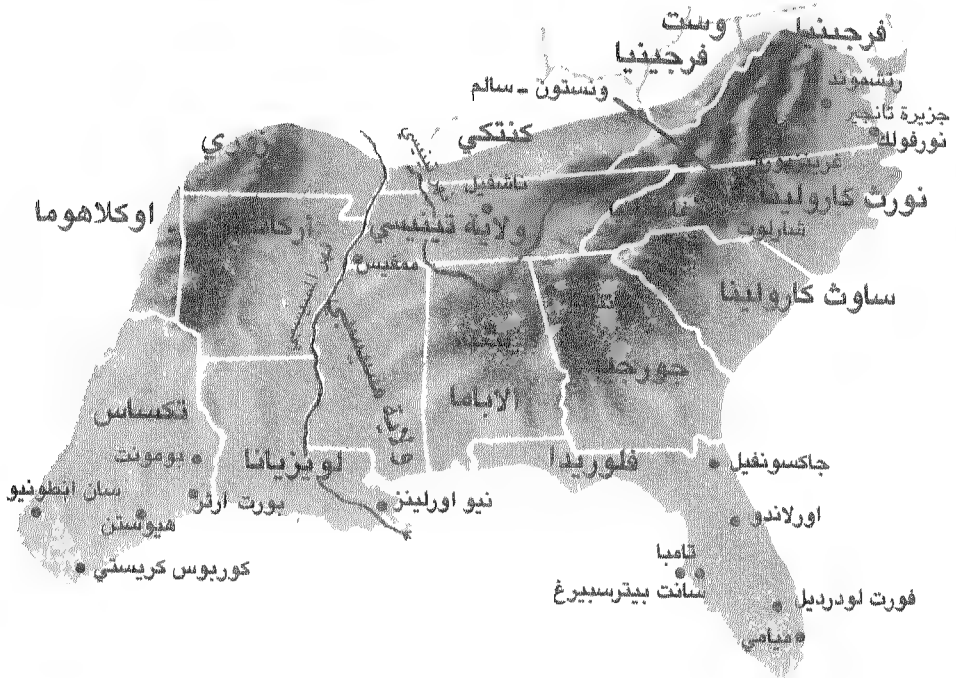 وست
فرجينيا
فرجينيا
رتشموند
ونستون - سالم
جزيرة تانجير
نورفولك
كنتكي
ناشفيل
نورث كارولينا
شارلوت
اوكلاهوما
ولاية تينيسي
ممفيس
ساوث كارولينا
جورجيا
الاباما
تكساس
بومونت
لويزيانا
فلوريدا
جاكسونفيل
سان انطونيو
بورت ارثر
نيو اورلينز
هيوستن
اورلاندو
تامبا
كوربوس كريستي
سانت بيترسبيرغ
فورت لودرديل
ميامي